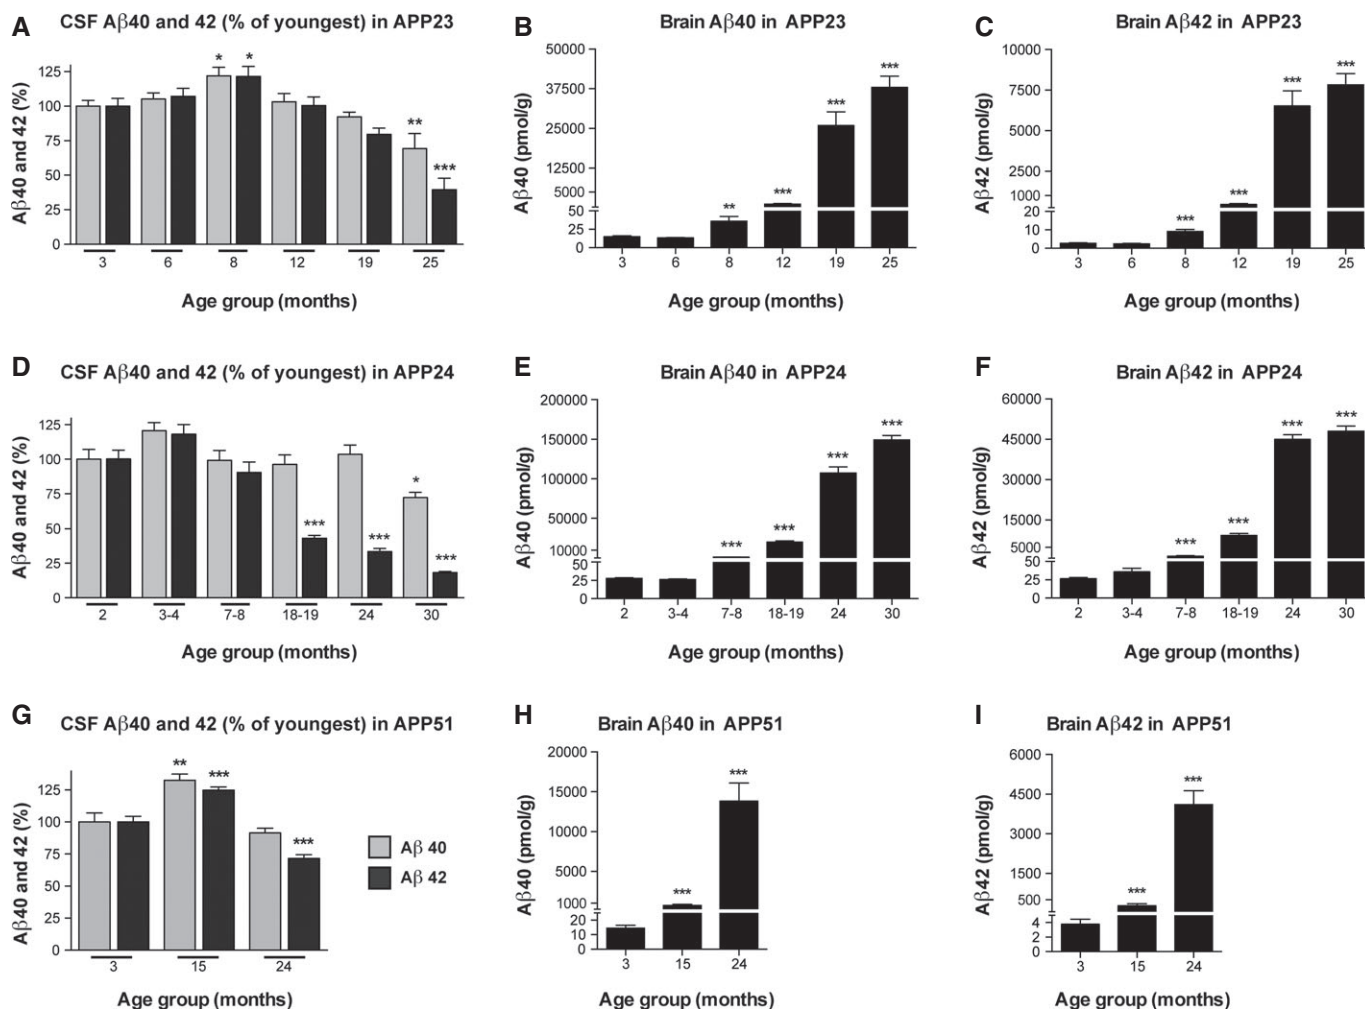 A
CSF Aβ40 and 42 (% of youngest) in APP23
Aβ40 and 42 (%)
125
100
75
50
25
0
* * ** ***
3 6 8 12 19 25
Age group (months)
B
Brain Aβ40 in APP23
Aβ40 (pmol/g)
50000
37500
25000
15000
5000
50
25
0
** *** *** ***
3 6 8 12 19 25
Age group (months)
C
Brain Aβ42 in APP23
Aβ42 (pmol/g)
10000
7500
5000
2500
1000
20
10
0
*** *** *** ***
3 6 8 12 19 25
Age group (months)
D
CSF Aβ40 and 42 (% of youngest) in APP24
Aβ40 and 42 (%)
125
100
75
50
25
0
*** *** * ***
2 3-4 7-8 18-19 24 30
Age group (months)
E
Brain Aβ40 in APP24
Aβ40 (pmol/g)
200000
150000
100000
50000
10000
50
25
0
*** *** *** ***
2 3-4 7-8 18-19 24 30
Age group (months)
F
Brain Aβ42 in APP24
Aβ42 (pmol/g)
60000
45000
30000
15000
5000
50
25
0
*** *** *** ***
2 3-4 7-8 18-19 24 30
Age group (months)
G
CSF Aβ40 and 42 (% of youngest) in APP51
Aβ40 and 42 (%)
125
100
75
50
25
0
** *** ***
3 15 24
Age group (months)
Aβ 40
Aβ 42
H
Brain Aβ40 in APP51
Aβ40 (pmol/g)
20000
15000
10000
5000
1000
20
10
0
*** ***
3 15 24
Age group (months)
I
Brain Aβ42 in APP51
Aβ42 (pmol/g)
6000
4500
3000
1500
500
4
2
0
*** ***
3 15 24
Age group (months)